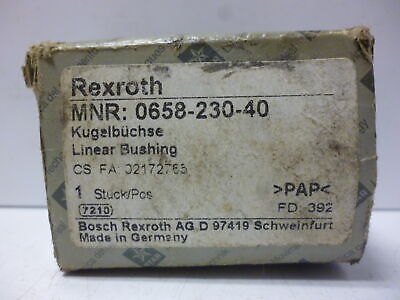 Rexroth
MNR: 0658-230-40
Kugelbüchse
Linear Bushing
CS FA 02172765
1 Stück/Pcs >PAP<
7210 FD: 392
Bosch Rexroth AG D 97419 Schweinfurt
Made in Germany